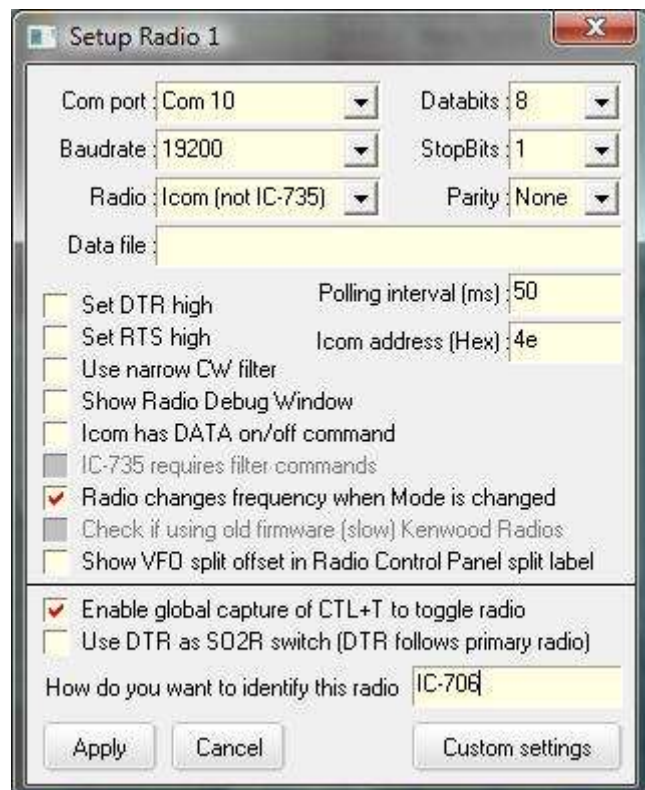 Setup Radio 1
Com port : Com 10 Databits : 8
Baudrate : 19200 StopBits : 1
Radio : Icom (not IC-735) Parity : None
Data file :
Polling interval (ms) : 50
Set DTR high
Set RTS high Icom address (Hex) : 4e
Use narrow CW filter
Show Radio Debug Window
Icom has DATA on/off command
IC-735 requires filter commands
Radio changes frequency when Mode is changed
Check if using old firmware (slow) Kenwood Radios
Show VFO split offset in Radio Control Panel split label
Enable global capture of CTL+T to toggle radio
Use DTR as SO2R switch (DTR follows primary radio)
How do you want to identify this radio IC-706
Apply Cancel Custom settings